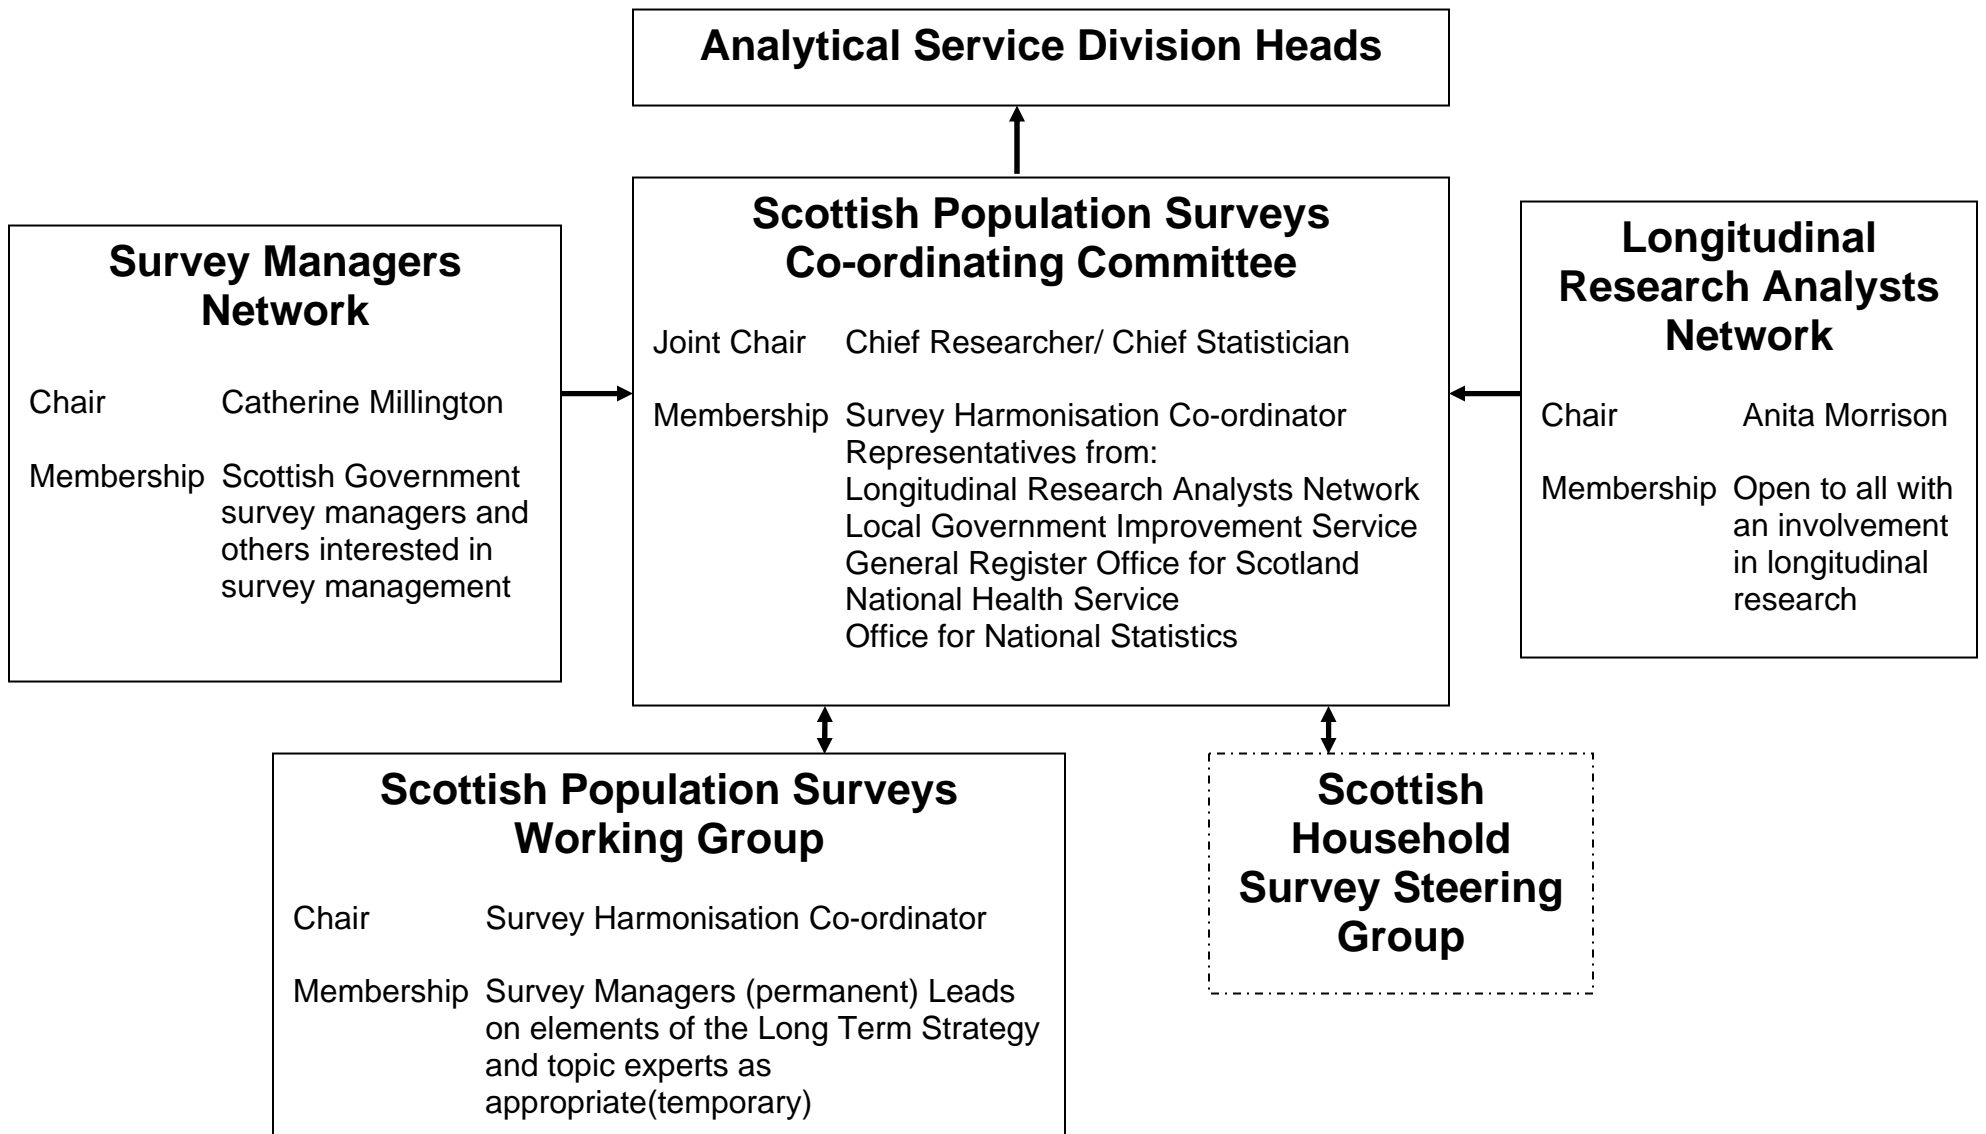 Analytical Service Division Heads
Survey Managers
Network
Chair Catherine Millington
Membership Scottish Government
survey managers and
others interested in
survey management
Scottish Population Surveys
Co-ordinating Committee
Joint Chair Chief Researcher/ Chief Statistician
Membership Survey Harmonisation Co-ordinator
Representatives from:
Longitudinal Research Analysts Network
Local Government Improvement Service
General Register Office for Scotland
National Health Service
Office for National Statistics
Longitudinal
Research Analysts
Network
Chair Anita Morrison
Membership Open to all with
an involvement
in longitudinal
research
Scottish Population Surveys
Working Group
Chair Survey Harmonisation Co-ordinator
Membership Survey Managers (permanent) Leads
on elements of the Long Term Strategy
and topic experts as
appropriate(temporary)
Scottish
Household
Survey Steering
Group